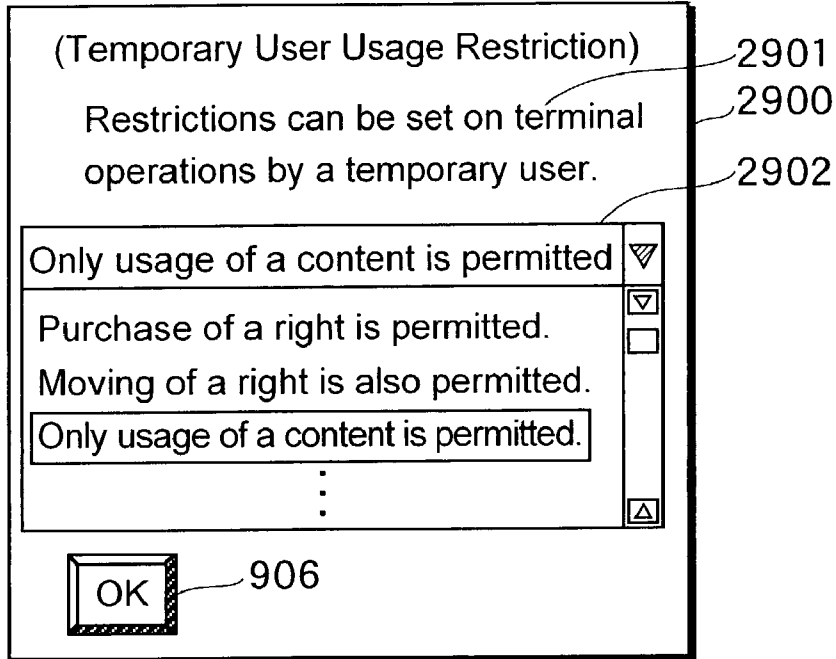 (Temporary User Usage Restriction)
2901
Restrictions can be set on terminal
2900
operations by a temporary user.
2902
Only usage of a content is permitted
Purchase of a right is permitted.
Moving of a right is also permitted.
Only usage of a content is permitted.
OK
906